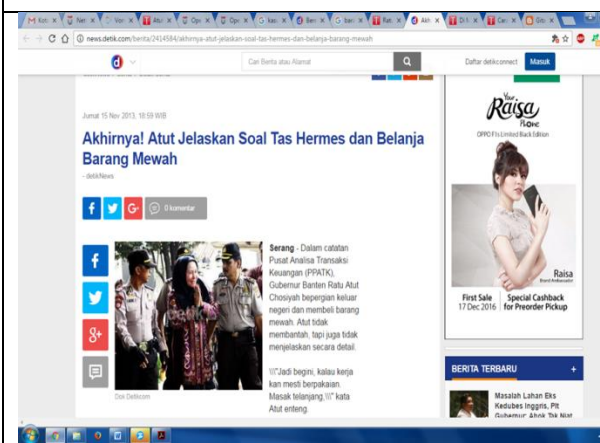 news.detik.com/berita/2414584/akhirnya-atut-jelaskan-soal-tas-hermes-dan-belanja-barang-mewah
d
Cari Berita atau Alamat
Daftar detikconnect
Masuk
Jumat 15 Nov 2013, 18:59 WIB
Akhirnya! Atut Jelaskan Soal Tas Hermes dan Belanja
Barang Mewah
- detikNews
f
G+
0 komentar
f
g+
Serang - Dalam catatan
Pusat Analisa Transaksi
Keuangan (PPATK),
Gubernur Banten Ratu Atut
Chosiyah bepergian keluar
negeri dan membeli barang
mewah. Atut tidak
membantah, tapi juga tidak
menjelaskan secara detail.
\\\"Jadi begini, kalau kerja
kan mesti berpakaian.
Masak telanjang,\\\" kata
Atut enteng.
Dok Detikcom
Your
Raisa
Phone
OPPO F1s Limited Black Edition
Raisa
Brand Ambassador
First Sale
17 Dec 2016
Special Cashback
for Preorder Pickup
BERITA TERBARU +
Masalah Lahan Eks
Kedubes Inggris, Plt
Gubernur: Ahok Tak Niat